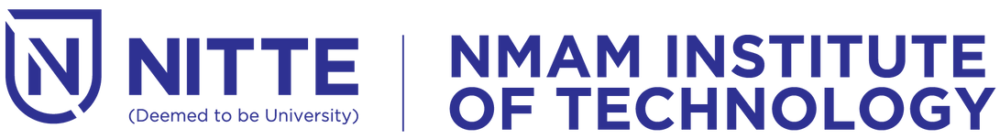 N
NITTE
(Deemed to be University)
NMAM INSTITUTE
OF TECHNOLOGY